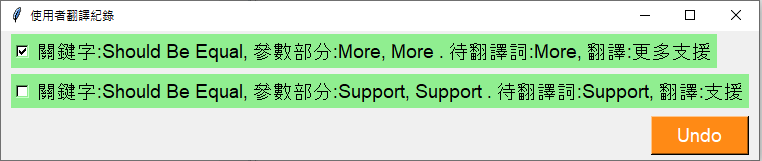 使用者翻譯紀錄
關鍵字:Should Be Equal, 參數部分:More, More . 待翻譯詞:More, 翻譯:更多支援
關鍵字:Should Be Equal, 參數部分:Support, Support . 待翻譯詞:Support, 翻譯:支援
Undo